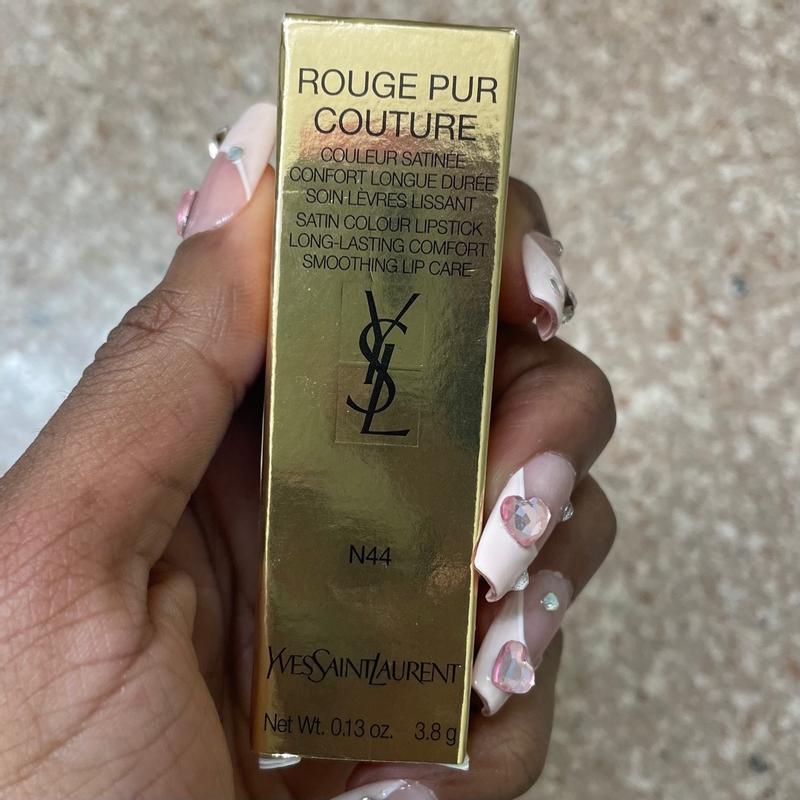 ROUGE PUR
COUTURE
COULEUR SATINÉE
CONFORT LONGUE DURÉE
SOIN LÈVRES LISSANT
SATIN COLOUR LIPSTICK
LONG-LASTING COMFORT
SMOOTHING LIP CARE
YSL
N44
YVESSAINTLAURENT
Net Wt. 0.13 oz. 3.8 g